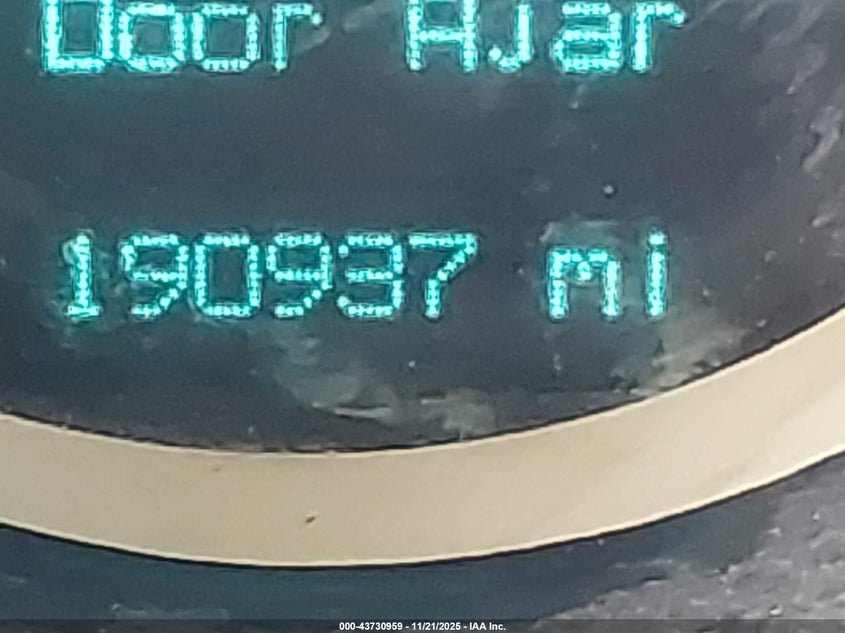 Door Ajar
190937 mi
000-43730959 - 11/21/2025 - IAA Inc.